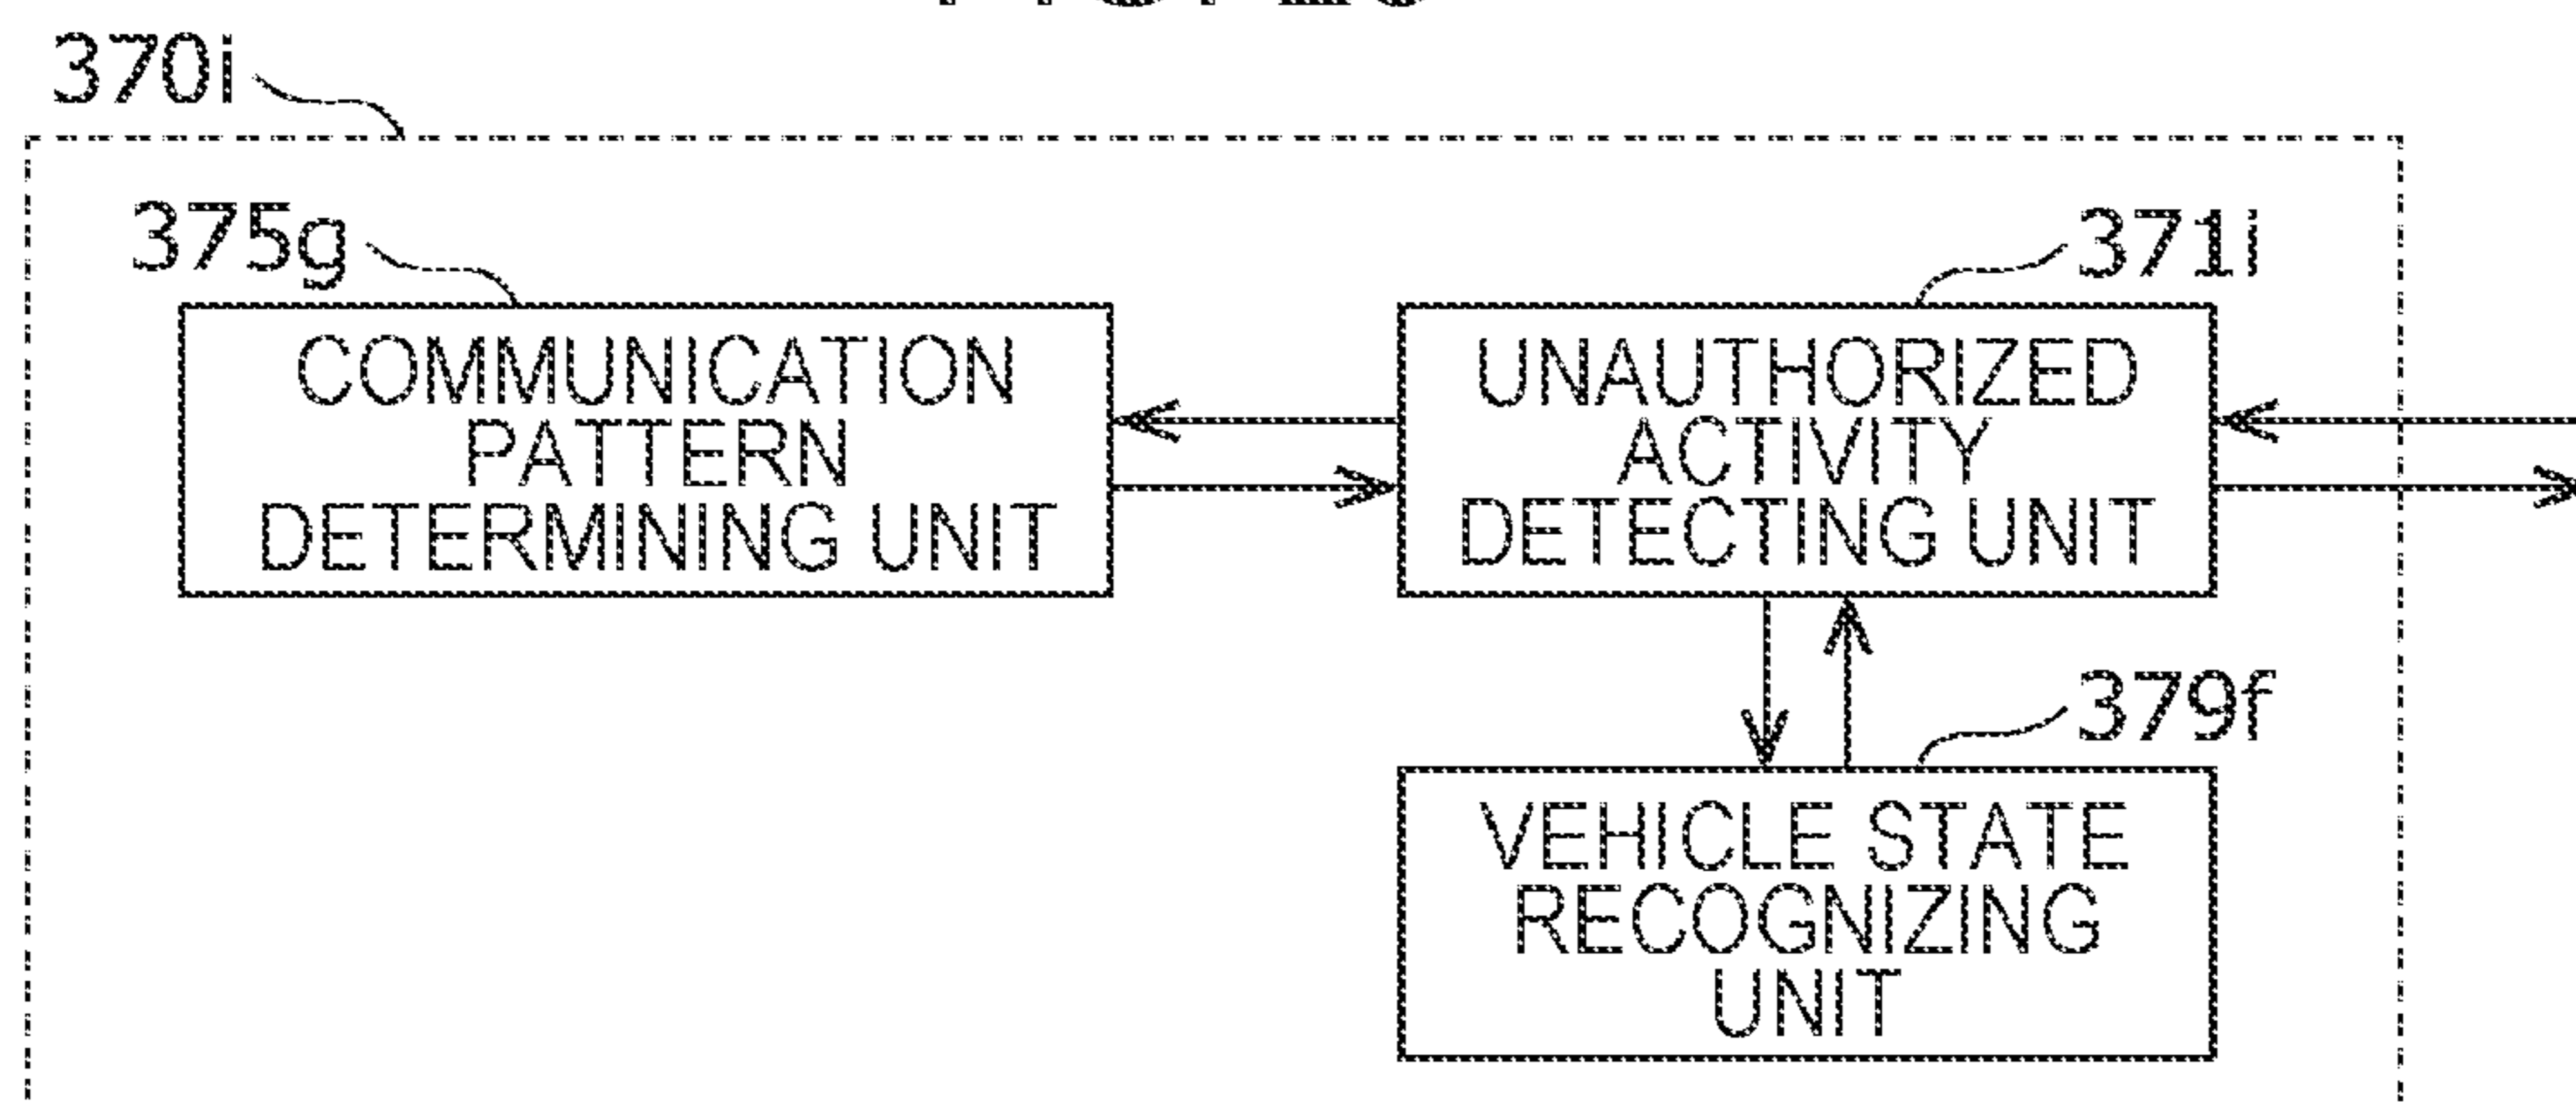 370i
375g
371i
COMMUNICATION
PATTERN
DETERMINING UNIT
UNAUTHORIZED
ACTIVITY
DETECTING UNIT
379f
VEHICLE STATE
RECOGNIZING
UNIT